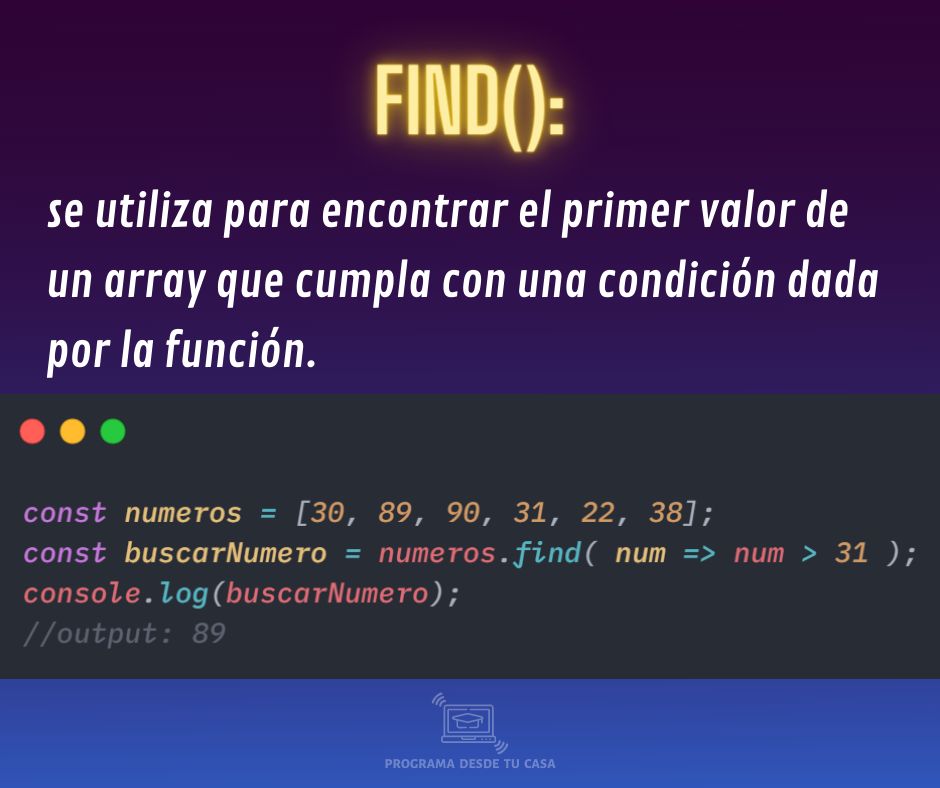 FIND():
se utiliza para encontrar el primer valor de
un array que cumpla con una condición dada
por la función.
const numeros = [30, 89, 90, 31, 22, 38];
const buscarNumero = numeros.find( num => num > 31 );
console.log(buscarNumero);
//output: 89
PROGRAMA DESDE TU CASA